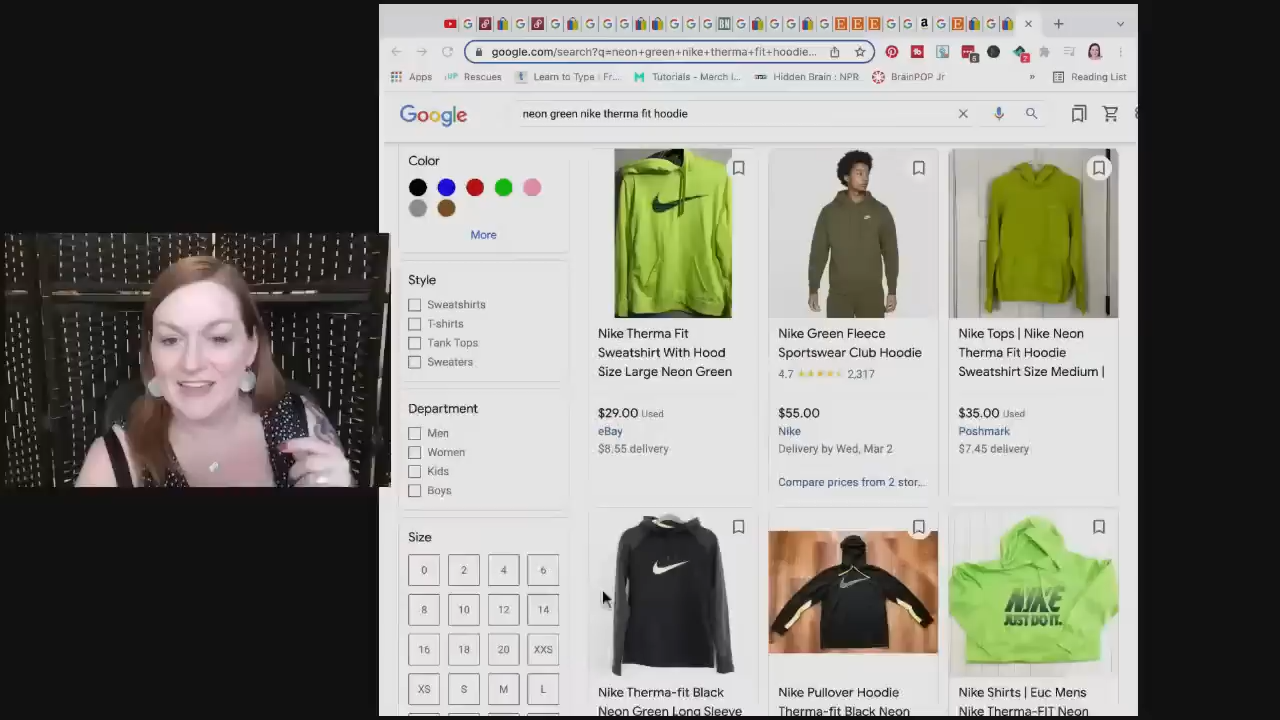 google.com/search?q=neon+green+nike+therma+fit+hoodie...
Apps
Rescues
Learn to Type | Fr...
Tutorials - Merch I...
Hidden Brain : NPR
BrainPOP Jr
»
Reading List
Google
neon green nike therma fit hoodie
Color
More
Style
Sweatshirts
T-shirts
Tank Tops
Sweaters
Department
Men
Women
Kids
Boys
Size
0 2 4 6
8 10 12 14
16 18 20 XXS
XS S M L
Nike Therma Fit
Sweatshirt With Hood
Size Large Neon Green
$29.00 Used
eBay
$8.55 delivery
Nike Green Fleece
Sportswear Club Hoodie
4.7 2,317
$55.00
Nike
Delivery by Wed, Mar 2
Compare prices from 2 stor...
Nike Tops | Nike Neon
Therma Fit Hoodie
Sweatshirt Size Medium |
$35.00 Used
Poshmark
$7.45 delivery
Nike Therma-fit Black
Neon Green Long Sleeve
Nike Pullover Hoodie
Therma-fit Black Neon
NIKE
JUST DO IT.
Nike Shirts | Euc Mens
Nike Therma-FIT Neon